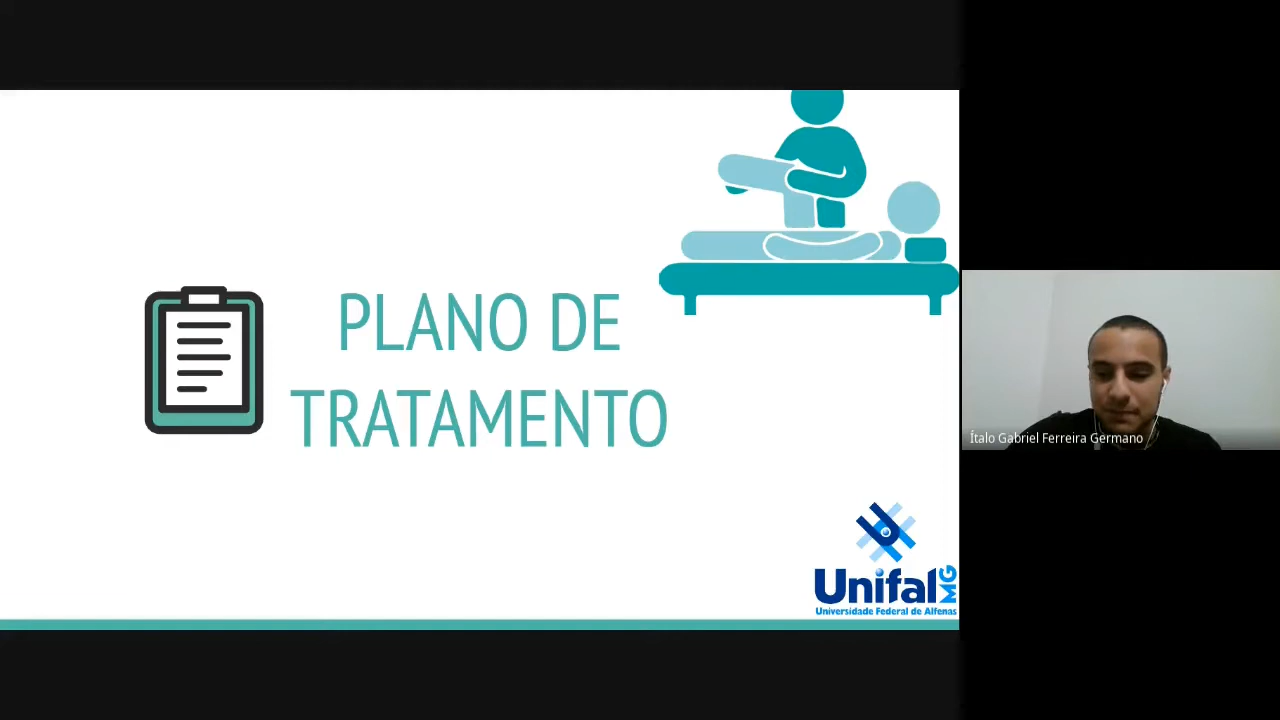 PLANO DE
TRATAMENTO
Unifal MG
Universidade Federal de Alfenas
Ítalo Gabriel Ferreira Germano